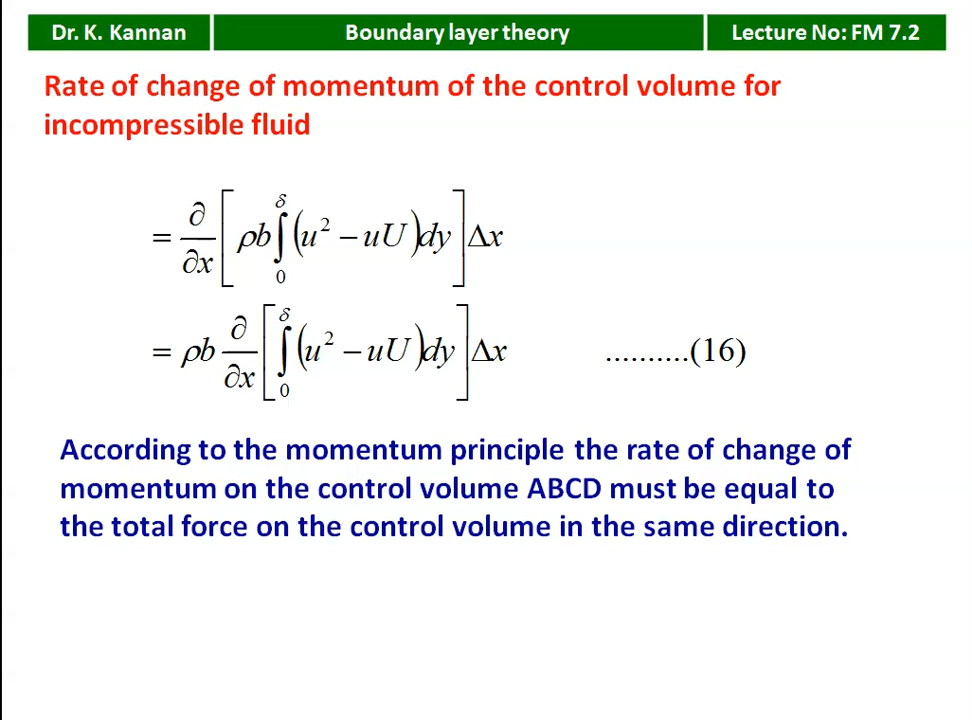 Dr. K. Kannan
Boundary layer theory
Lecture No: FM 7.2
Rate of change of momentum of the control volume for
incompressible fluid
= ∂/∂x [ ρb ∫₀^δ (u² − uU) dy ] Δx
= ρb ∂/∂x [ ∫₀^δ (u² − uU) dy ] Δx ..........(16)
According to the momentum principle the rate of change of
momentum on the control volume ABCD must be equal to
the total force on the control volume in the same direction.